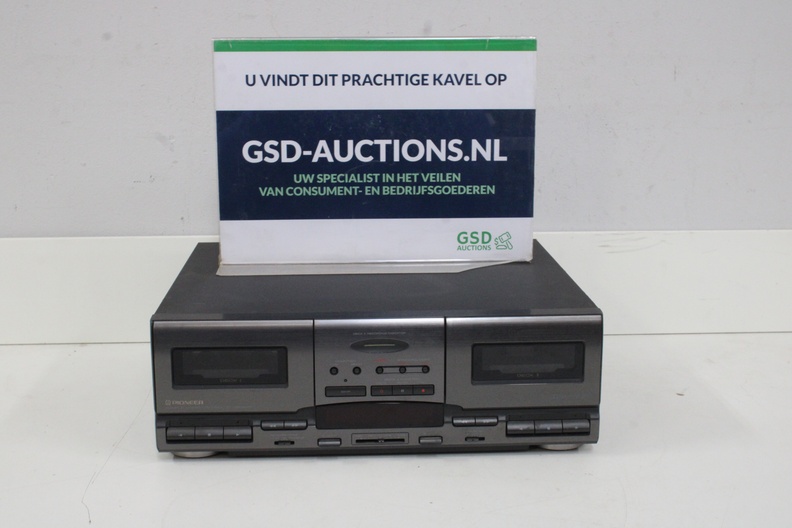 U VINDT DIT PRACHTIGE KAVEL OP
GSD-AUCTIONS.NL
UW SPECIALIST IN HET VEILEN
VAN CONSUMENT- EN BEDRIJFSGOEDEREN
GSD
AUCTIONS
PIONEER